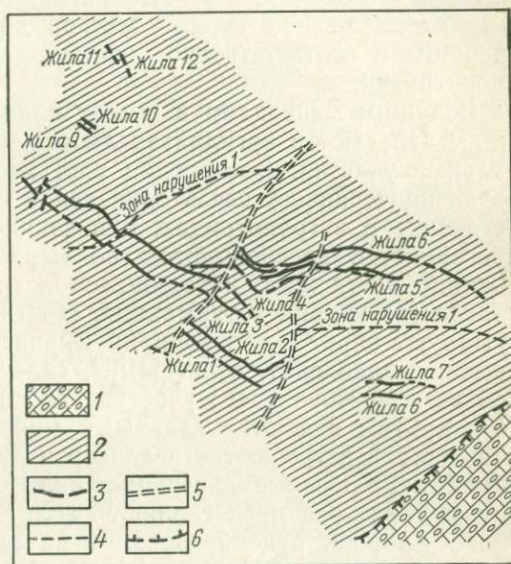 Жила 11
Жила 12
Жила 10
Жила 9
Зона нарушения 1
Жила 6
Жила 5
Жила 4
Жила 3
Зона нарушения 1
Жила 2
Жила 1
Жила 7
Жила 6
1
2
3
5
4
6